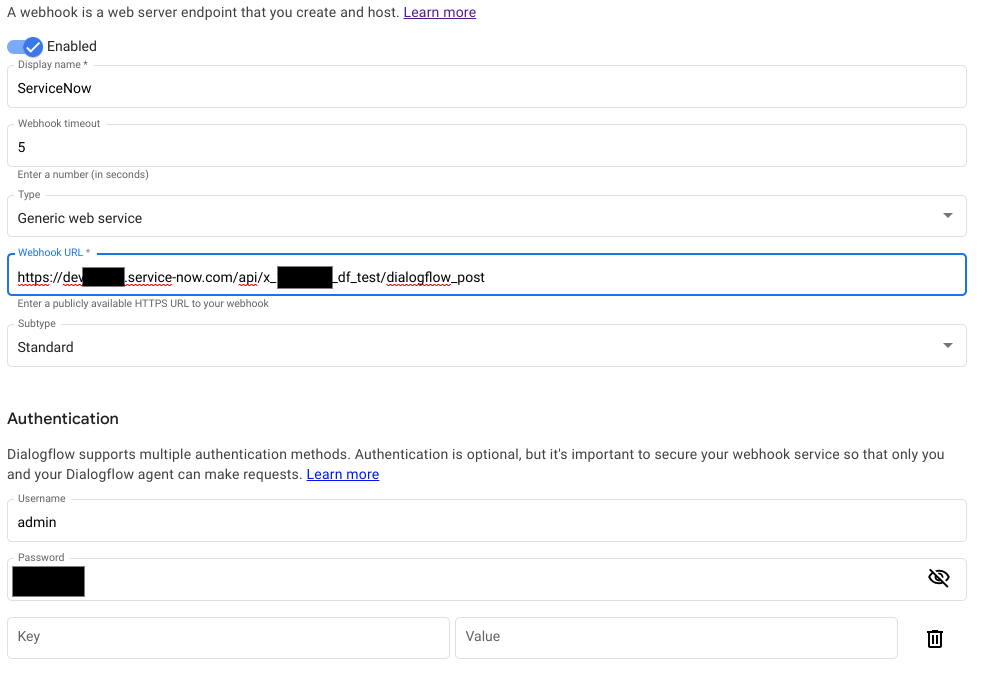 A webhook is a web server endpoint that you create and host. Learn more
Enabled
Display name *
ServiceNow
Webhook timeout
5
Enter a number (in seconds)
Type
Generic web service
Webhook URL *
https://dev .service-now.com/api/x_ _df_test/dialogflow_post
Enter a publicly available HTTPS URL to your webhook
Subtype
Standard
Authentication
Dialogflow supports multiple authentication methods. Authentication is optional, but it's important to secure your webhook service so that only you
and your Dialogflow agent can make requests. Learn more
Username
admin
Password
Key Value